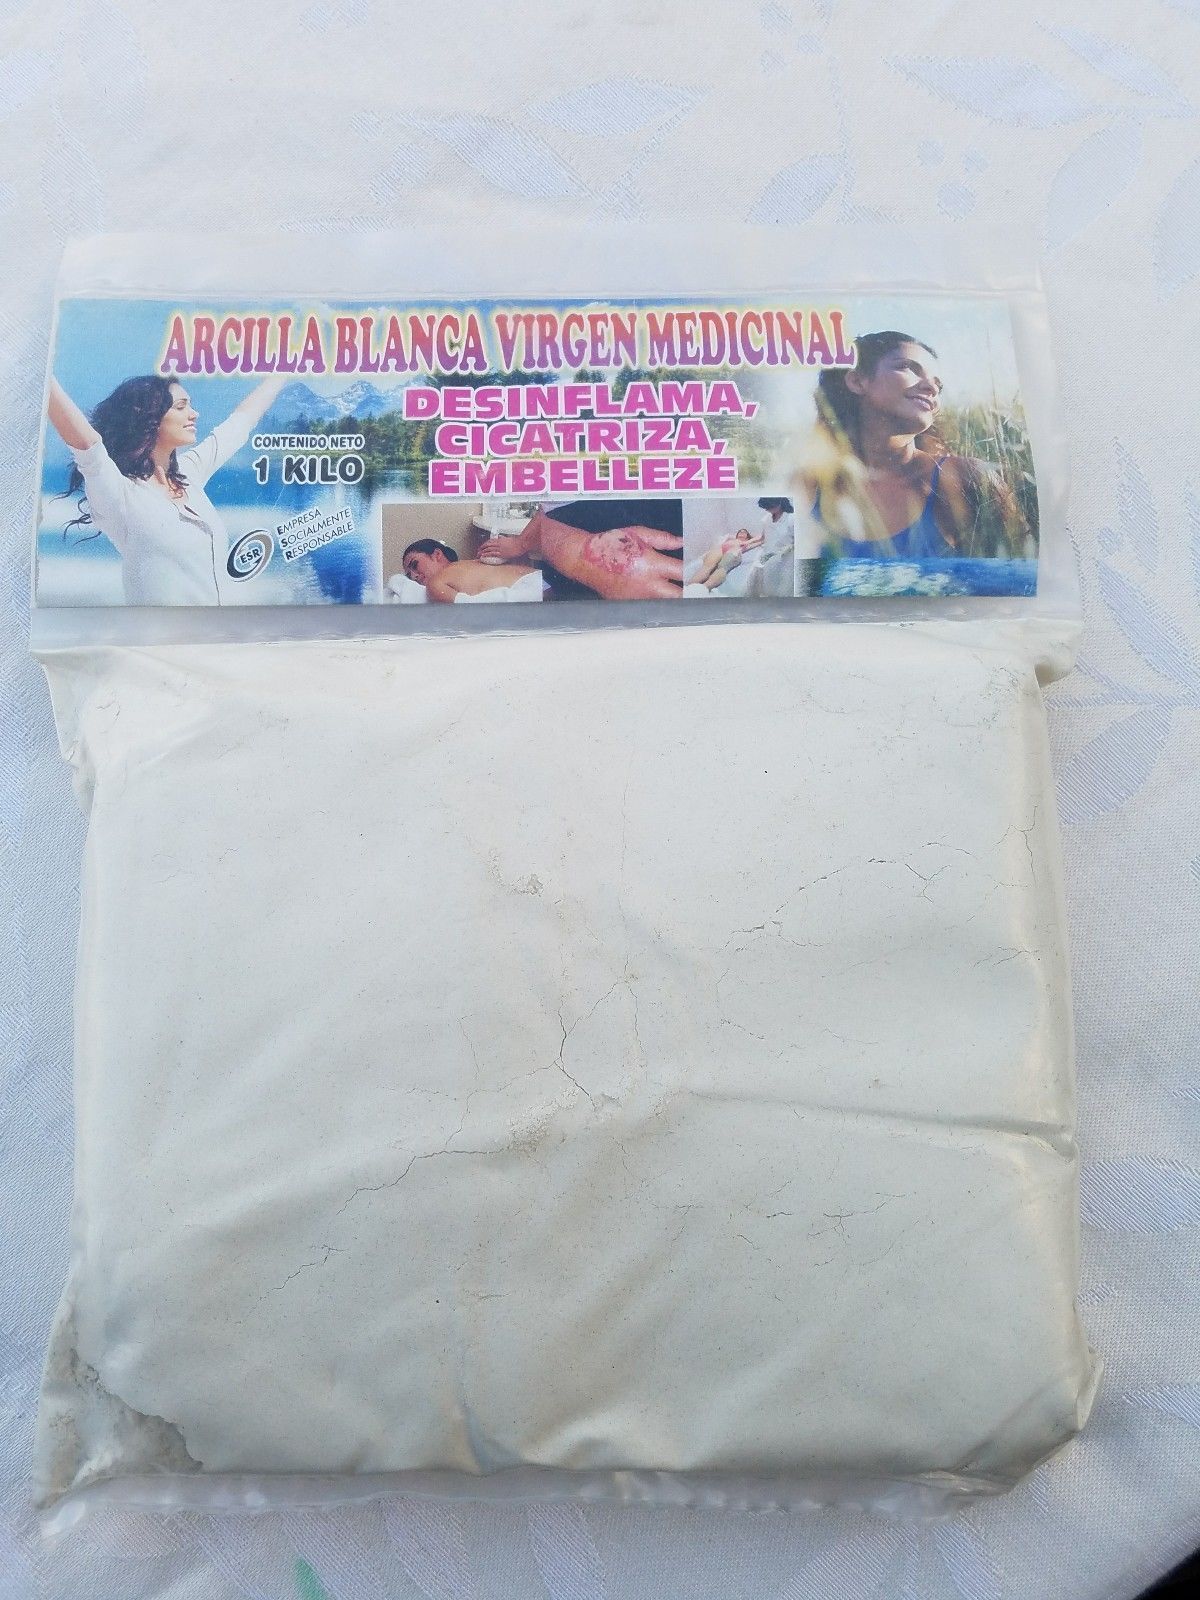 ARCILLA BLANCA VIRGEN MEDICINAL
DESINFLAMA,
CICATRIZA,
EMBELLEZE
CONTENIDO NETO
1 KILO
ESR
EMPRESA
SOCIALMENTE
RESPONSABLE